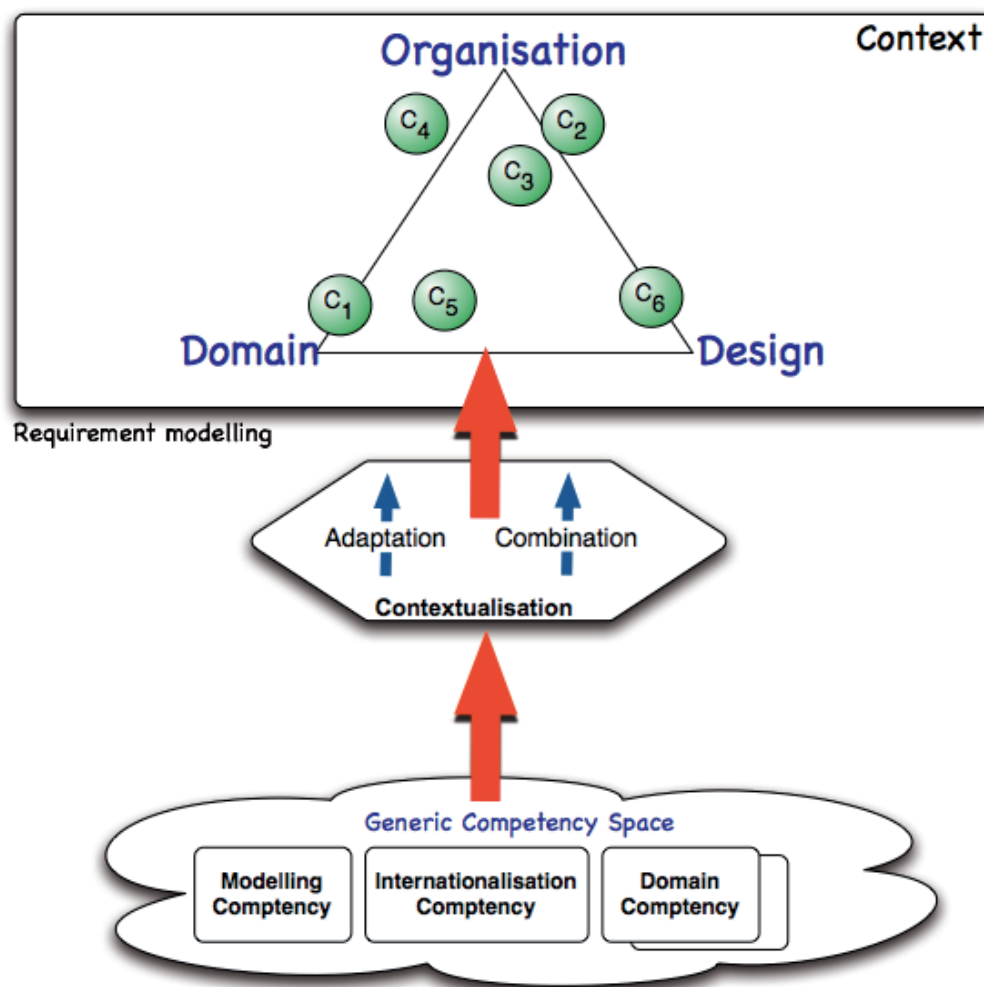 Context
Organisation
C4
C2
C3
C1
C5
C6
Domain
Design
Requirement modelling
Adaptation
Combination
Contextualisation
Generic Competency Space
Modelling
Comptency
Internationalisation
Comptency
Domain
Comptency